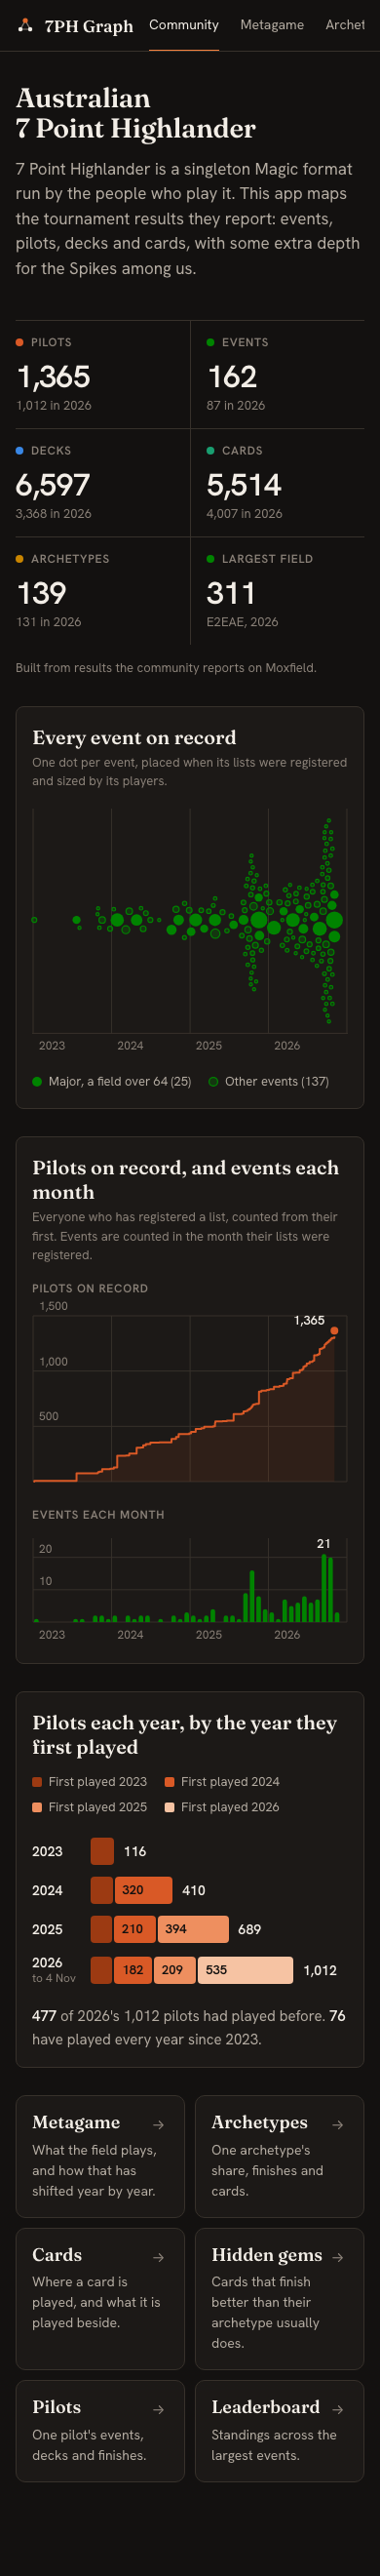 7PH Graph Community Metagame Archet
Australian
7 Point Highlander
7 Point Highlander is a singleton Magic format
run by the people who play it. This app maps
the tournament results they report: events,
pilots, decks and cards, with some extra depth
for the Spikes among us.
PILOTS
1,365
1,012 in 2026
EVENTS
162
87 in 2026
DECKS
6,597
3,368 in 2026
CARDS
5,514
4,007 in 2026
ARCHETYPES
139
131 in 2026
LARGEST FIELD
311
E2EAE, 2026
Built from results the community reports on Moxfield.
Every event on record
One dot per event, placed when its lists were registered
and sized by its players.
2023 2024 2025 2026
Major, a field over 64 (25) Other events (137)
Pilots on record, and events each
month
Everyone who has registered a list, counted from their
first. Events are counted in the month their lists were
registered.
PILOTS ON RECORD
1,500
1,365
1,000
500
EVENTS EACH MONTH
21
20
10
2023 2024 2025 2026
Pilots each year, by the year they
first played
First played 2023 First played 2024
First played 2025 First played 2026
2023 116
2024 320 410
2025 210 394 689
2026 182 209 535 1,012
to 4 Nov
477 of 2026's 1,012 pilots had played before. 76
have played every year since 2023.
Metagame →
What the field plays,
and how that has
shifted year by year.
Archetypes →
One archetype's
share, finishes and
cards.
Cards →
Where a card is
played, and what it is
played beside.
Hidden gems →
Cards that finish
better than their
archetype usually
does.
Pilots →
One pilot's events,
decks and finishes.
Leaderboard →
Standings across the
largest events.